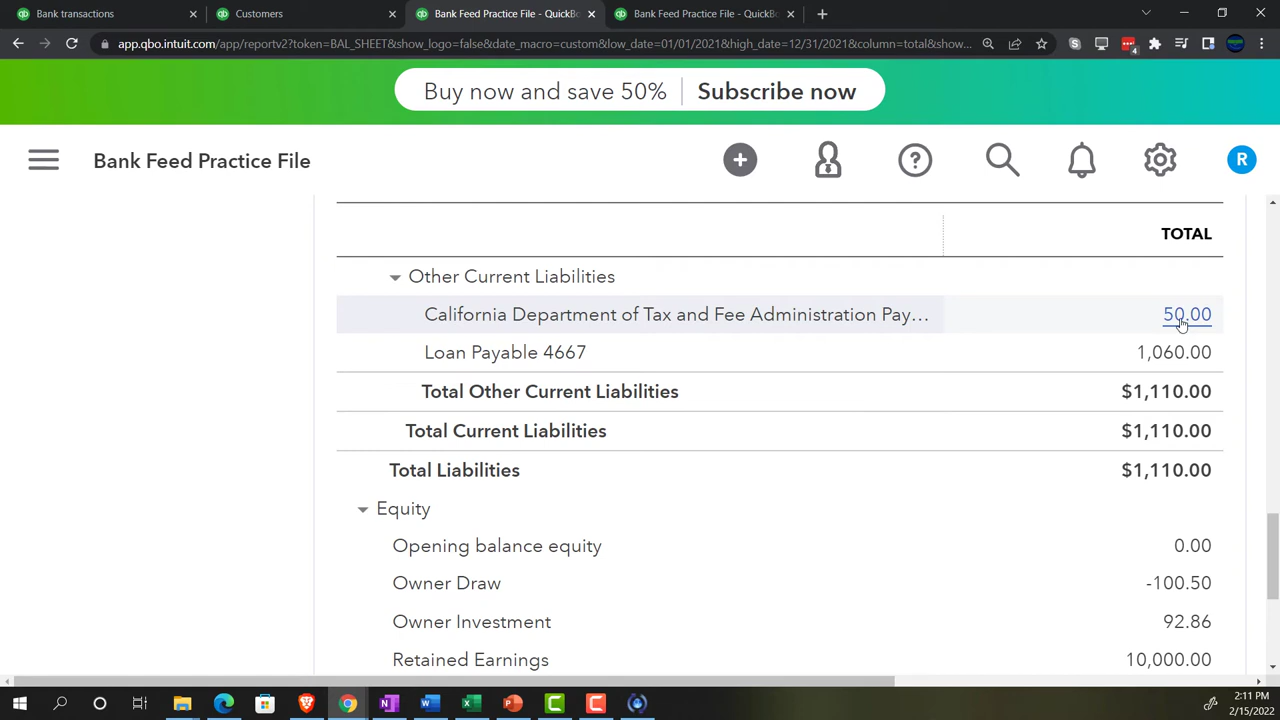 Bank transactions
Customers
Bank Feed Practice File - QuickBo
Bank Feed Practice File - QuickBo
app.qbo.intuit.com/app/reportv2?token=BAL_SHEET&show_logo=false&date_macro=custom&low_date=01/01/2021&high_date=12/31/2021&column=total&show...
4
Buy now and save 50%
Subscribe now
Bank Feed Practice File
R
TOTAL
Other Current Liabilities
California Department of Tax and Fee Administration Pay...
50.00
Loan Payable 4667
1,060.00
Total Other Current Liabilities
$1,110.00
Total Current Liabilities
$1,110.00
Total Liabilities
$1,110.00
Equity
Opening balance equity
0.00
Owner Draw
-100.50
Owner Investment
92.86
Retained Earnings
10,000.00
2:11 PM
2/15/2022